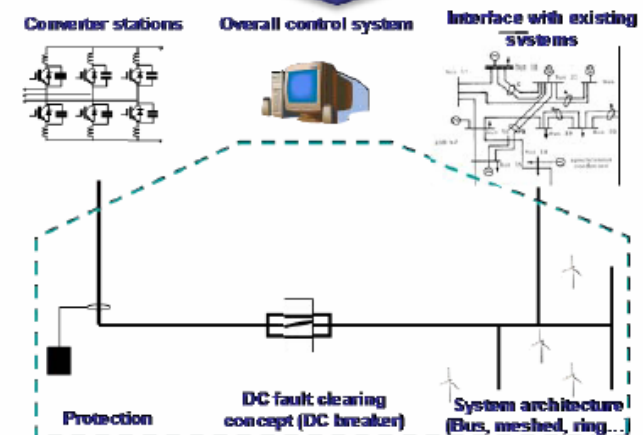 Converter stations
Overall control system
Interface with existing
systems
Protection
DC fault clearing
concept (DC breaker)
System architecture
(Bus, meshed, ring...)